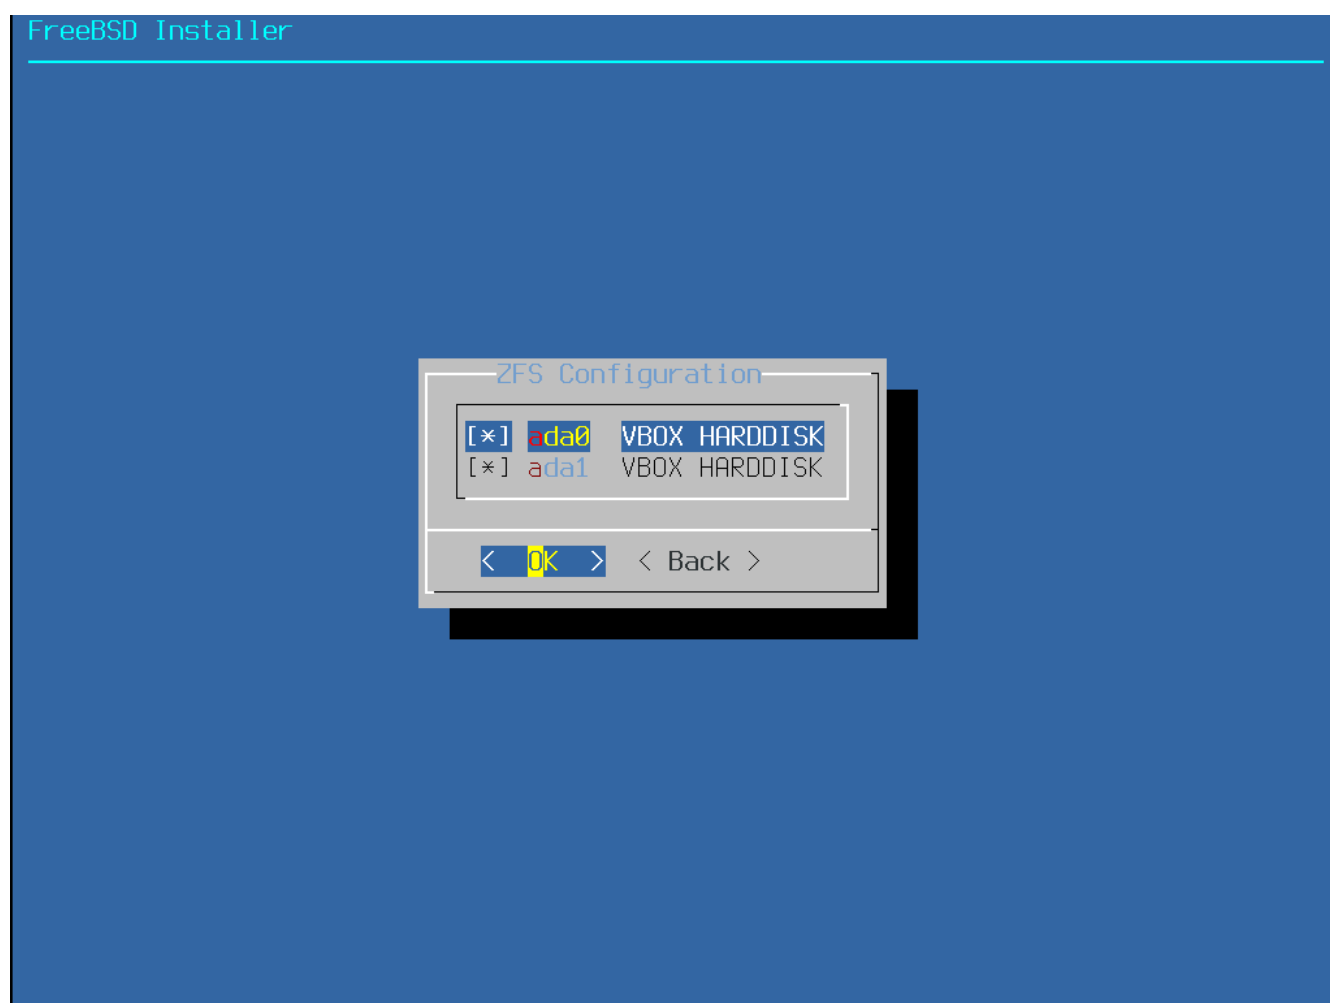 FreeBSD Installer
ZFS Configuration
[*] ada0 VBOX HARDDISK
[*] ada1 VBOX HARDDISK
< OK > < Back >